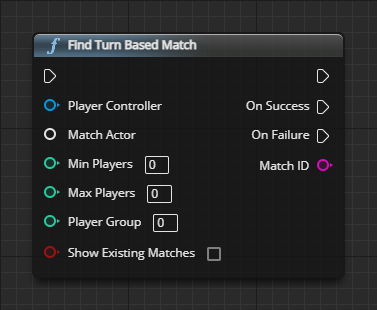 f Find Turn Based Match
Player Controller On Success
Match Actor On Failure
Min Players 0 Match ID
Max Players 0
Player Group 0
Show Existing Matches